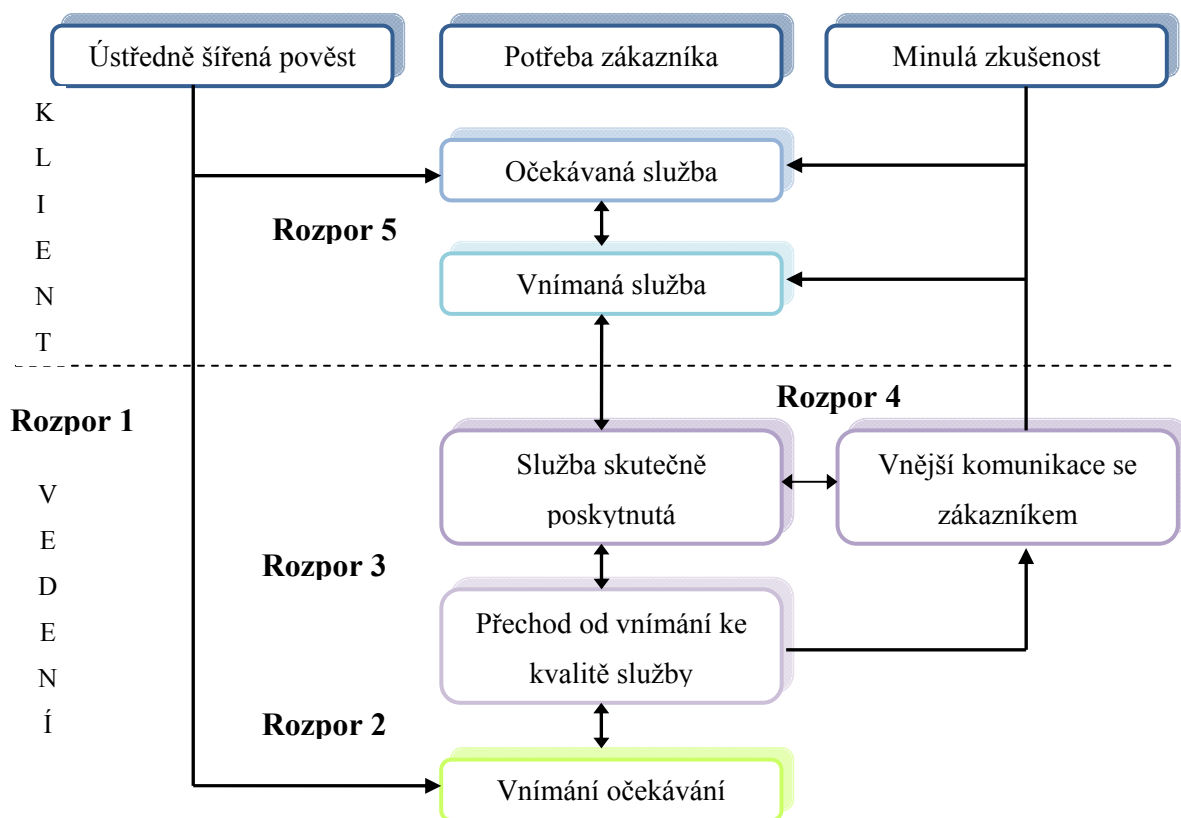 Ústředně šířená pověst
Potřeba zákazníka
Minulá zkušenost
K
L
I
E
N
T
Očekávaná služba
Rozpor 5
Vnímaná služba
Rozpor 1
Rozpor 4
V
E
D
E
N
Í
Služba skutečně
poskytnutá
Vnější komunikace se
zákazníkem
Rozpor 3
Přechod od vnímání ke
kvalitě služby
Rozpor 2
Vnímání očekávání